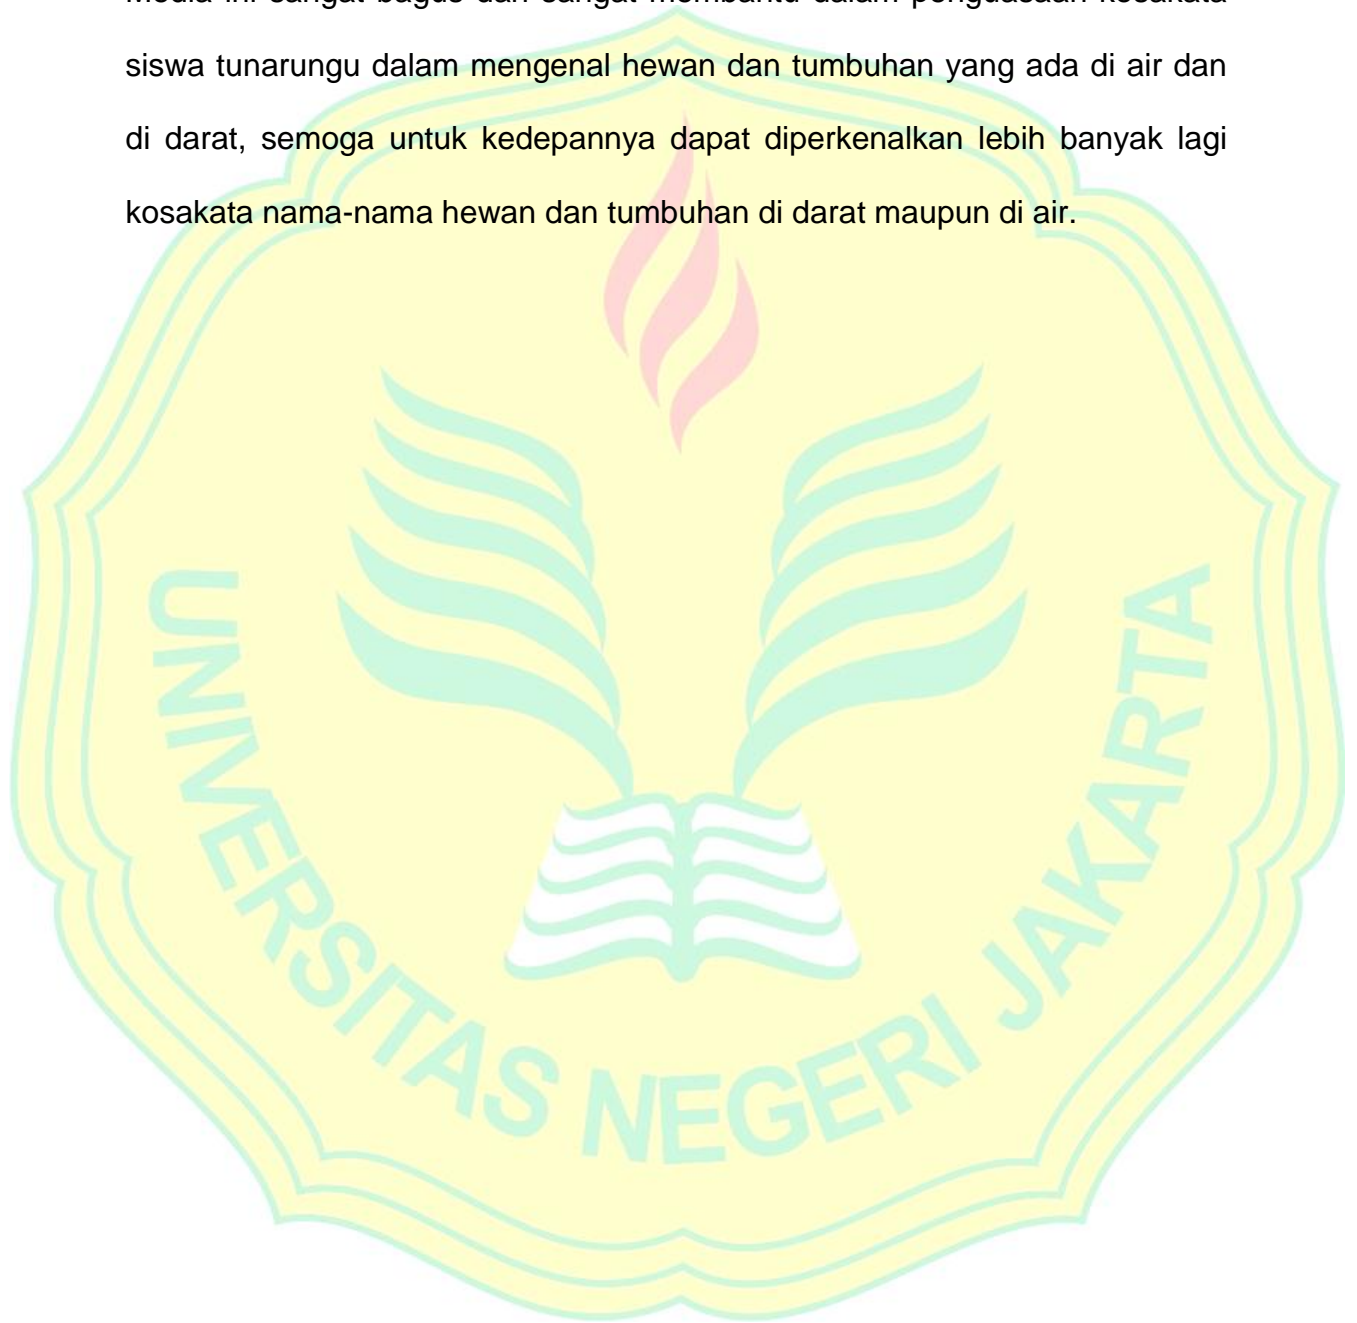 Media ini sangat bagus dan sangat membantu dalam penguasaan kosakata
siswa tunarungu dalam mengenal hewan dan tumbuhan yang ada di air dan
di darat, semoga untuk kedepannya dapat diperkenalkan lebih banyak lagi
kosakata nama-nama hewan dan tumbuhan di darat maupun di air.
UNIVERSITAS NEGERI JAKARTA